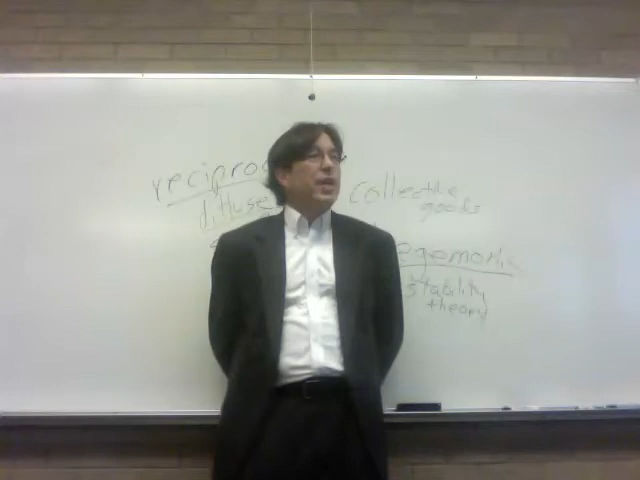 recipro
diffuse
collective
goods
egemonic
stability
theory